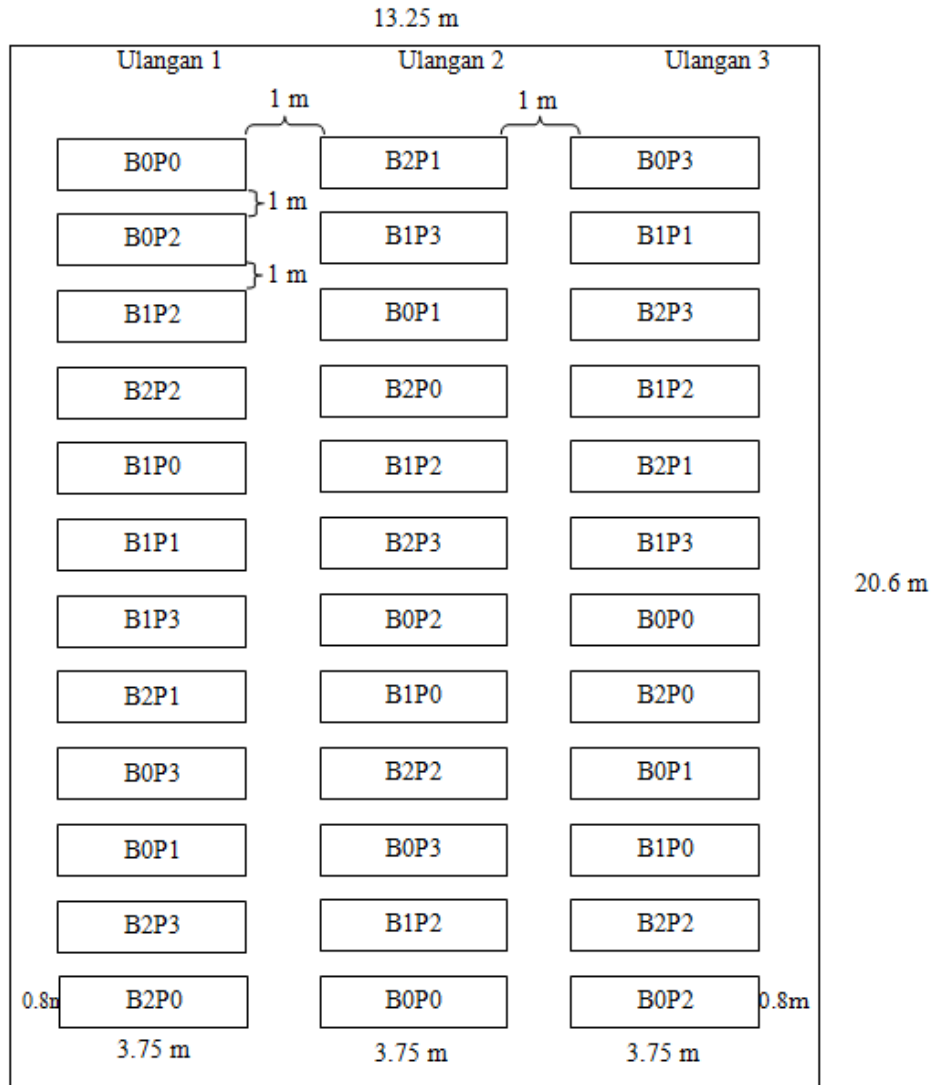 13.25 m
Ulangan 1 Ulangan 2 Ulangan 3
1 m 1 m
B0P0 B2P1 B0P3
1 m
B0P2 B1P3 B1P1
1 m
B1P2 B0P1 B2P3
B2P2 B2P0 B1P2
B1P0 B1P2 B2P1
B1P1 B2P3 B1P3
20.6 m
B1P3 B0P2 B0P0
B2P1 B1P0 B2P0
B0P3 B2P2 B0P1
B0P1 B0P3 B1P0
B2P3 B1P2 B2P2
0.8m B2P0 B0P0 B0P2 0.8m
3.75 m 3.75 m 3.75 m